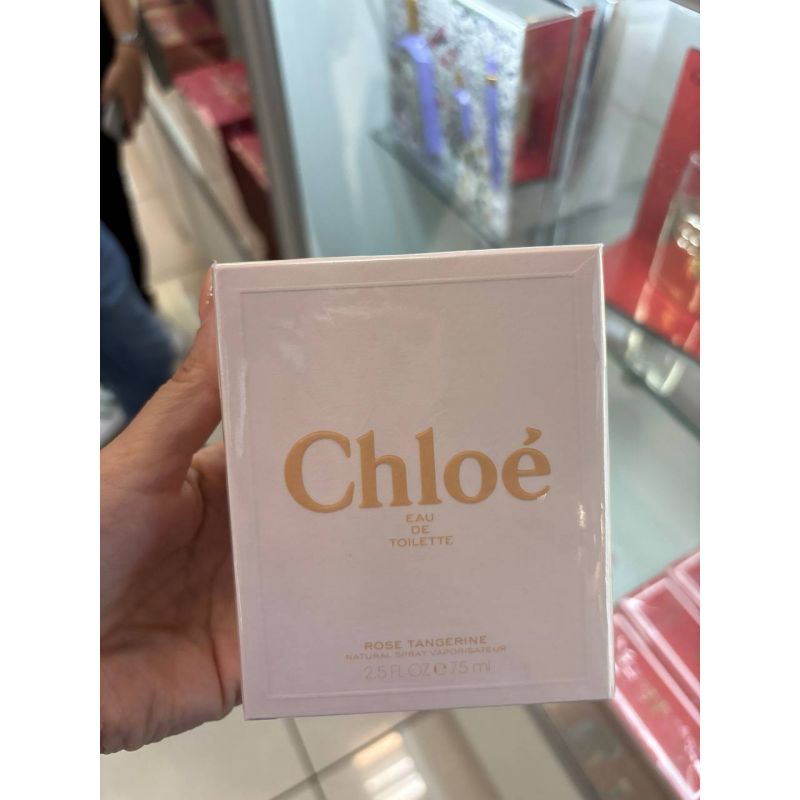 Chloé
EAU
DE
TOILETTE
ROSE TANGERINE
NATURAL SPRAY VAPORISATEUR
2.5 FL.OZ ℮ 75 ml